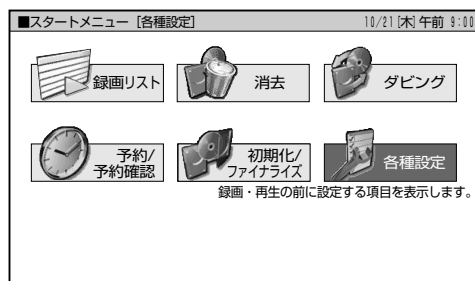 ■スタートメニュー [各種設定]
10/21[木]午前 9:00
録画リスト
消去
ダビング
予約/
予約確認
初期化/
ファイナライズ
各種設定
録画・再生の前に設定する項目を表示します。